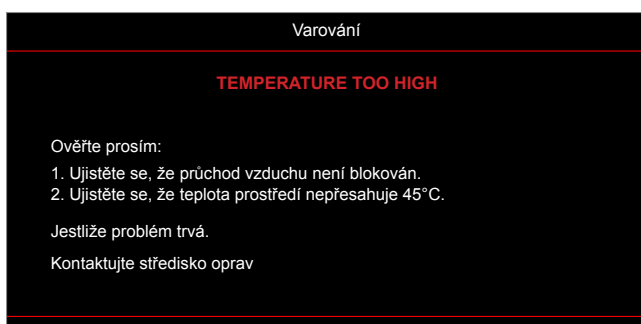 Varování
TEMPERATURE TOO HIGH
Ověřte prosím:
1. Ujistěte se, že průchod vzduchu není blokován.
2. Ujistěte se, že teplota prostředí nepřesahuje 45°C.
Jestliže problém trvá.
Kontaktujte středisko oprav